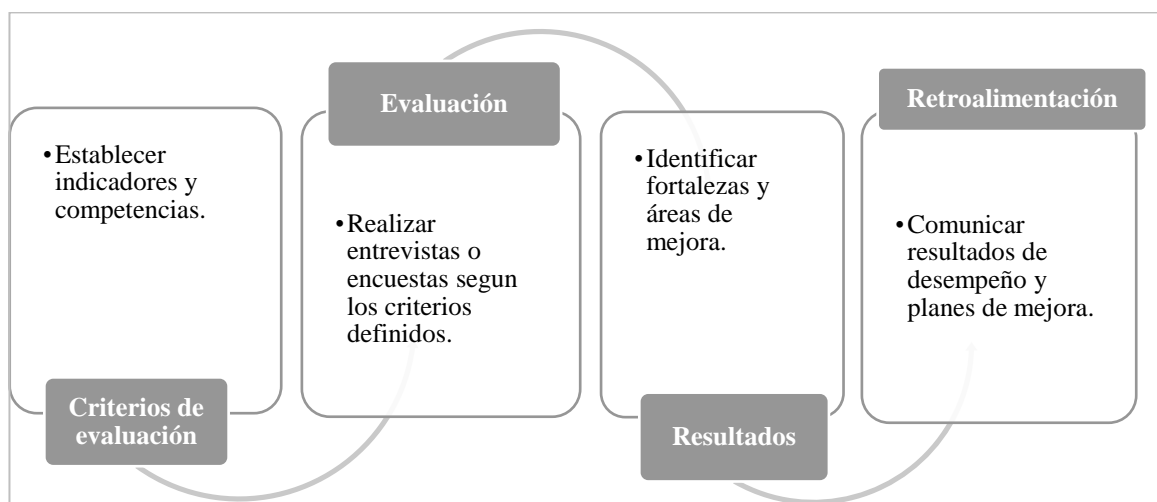 •Establecer
indicadores y
competencias.
Criterios de
evaluación
Evaluación
•Realizar
entrevistas o
encuestas segun
los criterios
definidos.
•Identificar
fortalezas y
áreas de
mejora.
Resultados
Retroalimentación
•Comunicar
resultados de
desempeño y
planes de mejora.